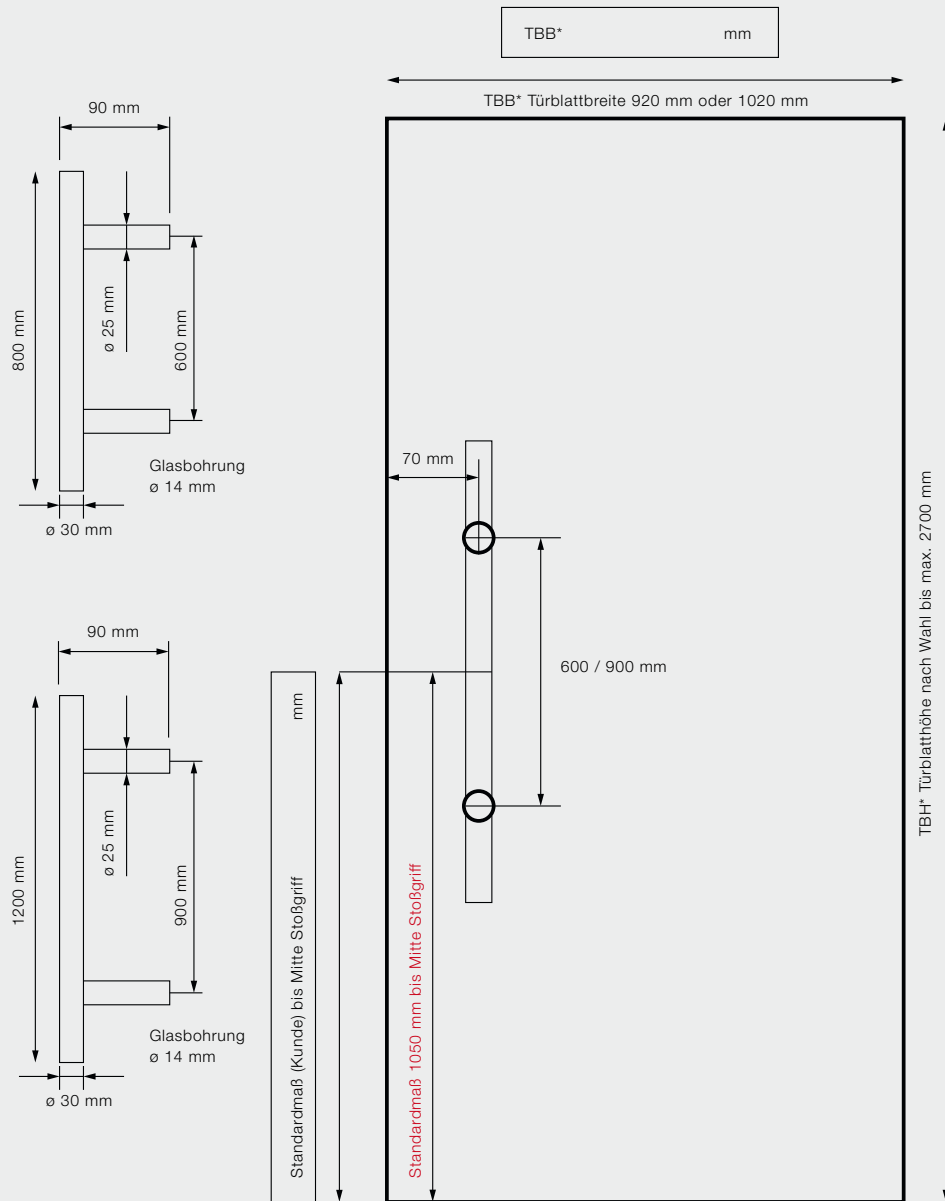 TBB* mm
TBB* Türblattbreite 920 mm oder 1020 mm
90 mm
800 mm
ø 25 mm
600 mm
Glasbohrung
ø 14 mm
ø 30 mm
90 mm
1200 mm
ø 25 mm
900 mm
Glasbohrung
ø 14 mm
ø 30 mm
70 mm
600 / 900 mm
Standardmaß (Kunde) bis Mitte Stoßgriff mm
Standardmaß 1050 mm bis Mitte Stoßgriff
TBH* Türblatthöhe nach Wahl bis max. 2700 mm